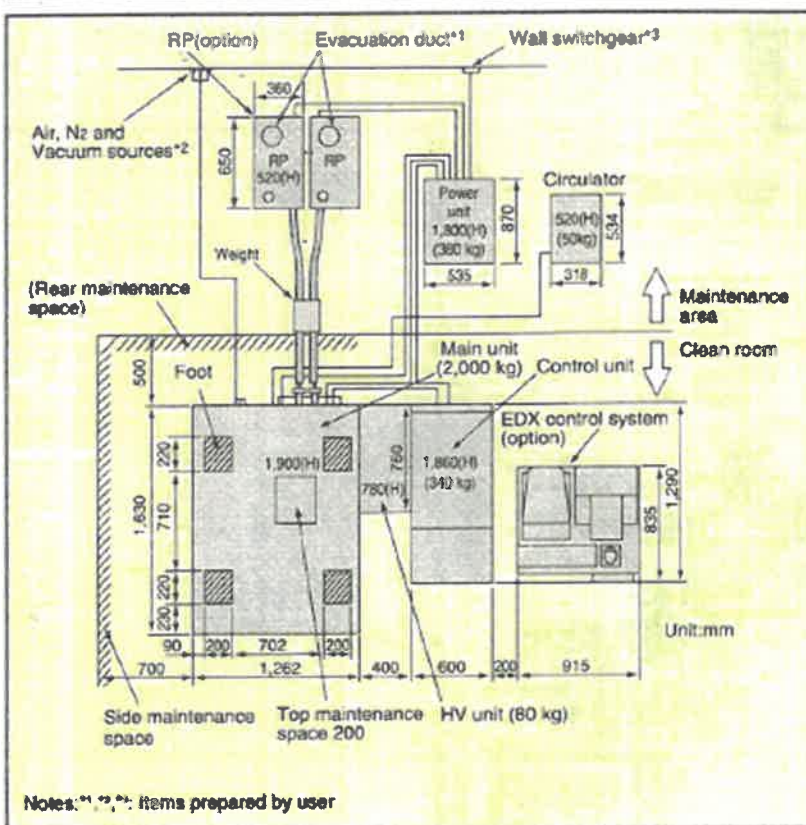 RP(option)
Evacuation duct*1
Wall switchgear*3
360
Air, N2 and
Vacuum sources*2
650
RP
520(H)
RP
Power
unit
1,800(H)
(380 kg)
870
535
Circulator
520(H)
(50kg)
534
318
Weight
(Rear maintenance
space)
Maintenance
area
Clean room
500
Foot
Main unit
(2,000 kg)
Control unit
EDX control system
(option)
220
1,900(H)
760
1,860(H)
(340 kg)
780(H)
1,630
710
835
1,290
220
230
Unit:mm
90
200
702
200
700
1,262
400
600
200
915
Side maintenance
space
Top maintenance
space 200
HV unit (80 kg)
Notes:*1,*2,*3: Items prepared by user